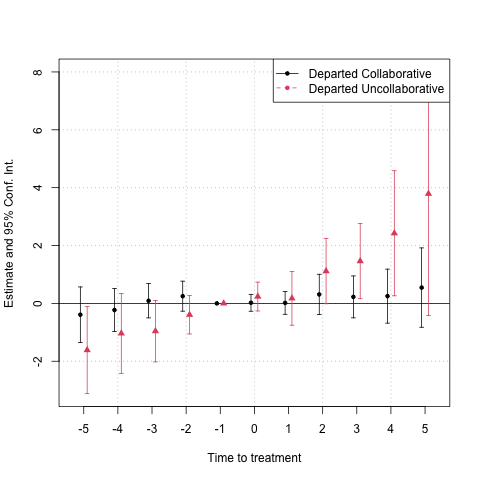 Departed Collaborative
Departed Uncollaborative
Estimate and 95% Conf. Int.
8
6
4
2
0
-2
-5 -4 -3 -2 -1 0 1 2 3 4 5
Time to treatment